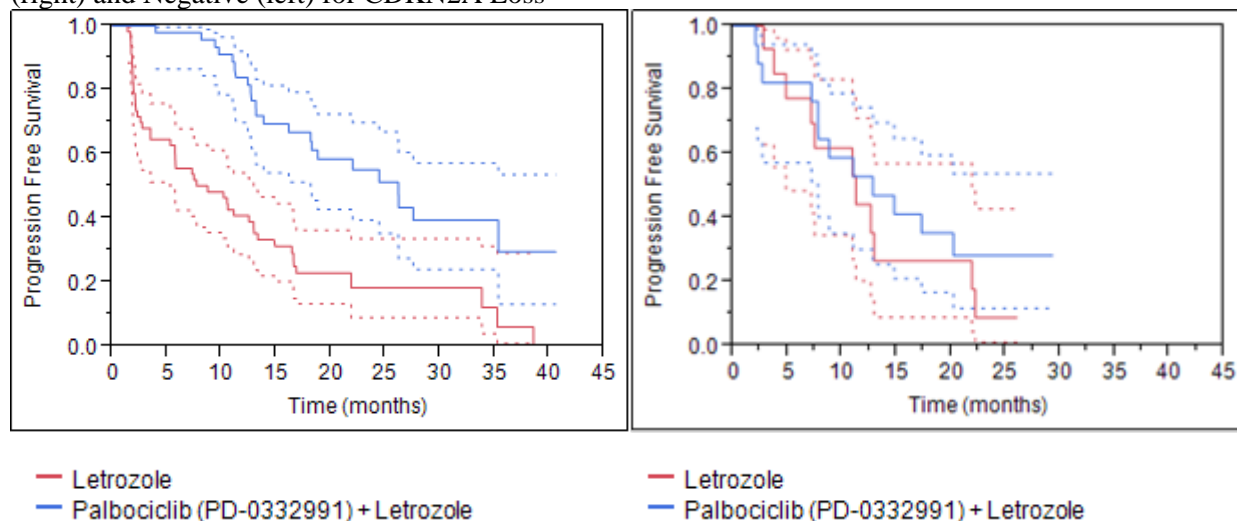 (right) and Negative (left) for CDKN2A Loss
Progression Free Survival
1.0
0.8
0.6
0.4
0.2
0.0
0 5 10 15 20 25 30 35 40 45
Time (months)
Progression Free Survival
1.0
0.8
0.6
0.4
0.2
0.0
0 5 10 15 20 25 30 35 40 45
Time (months)
Letrozole
Palbociclib (PD-0332991) + Letrozole
Letrozole
Palbociclib (PD-0332991) + Letrozole